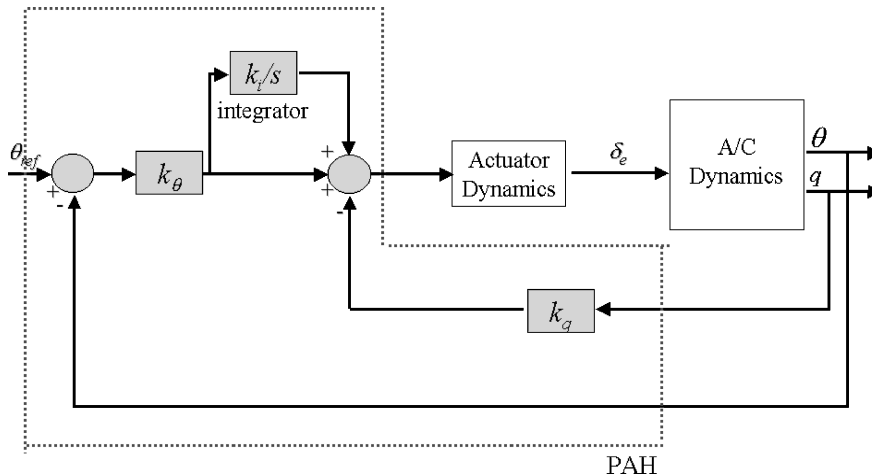 k_i/s
integrator
θ_ref
+
-
k_θ
+
+
-
Actuator
Dynamics
δ_e
A/C
Dynamics
θ
q
k_q
PAH